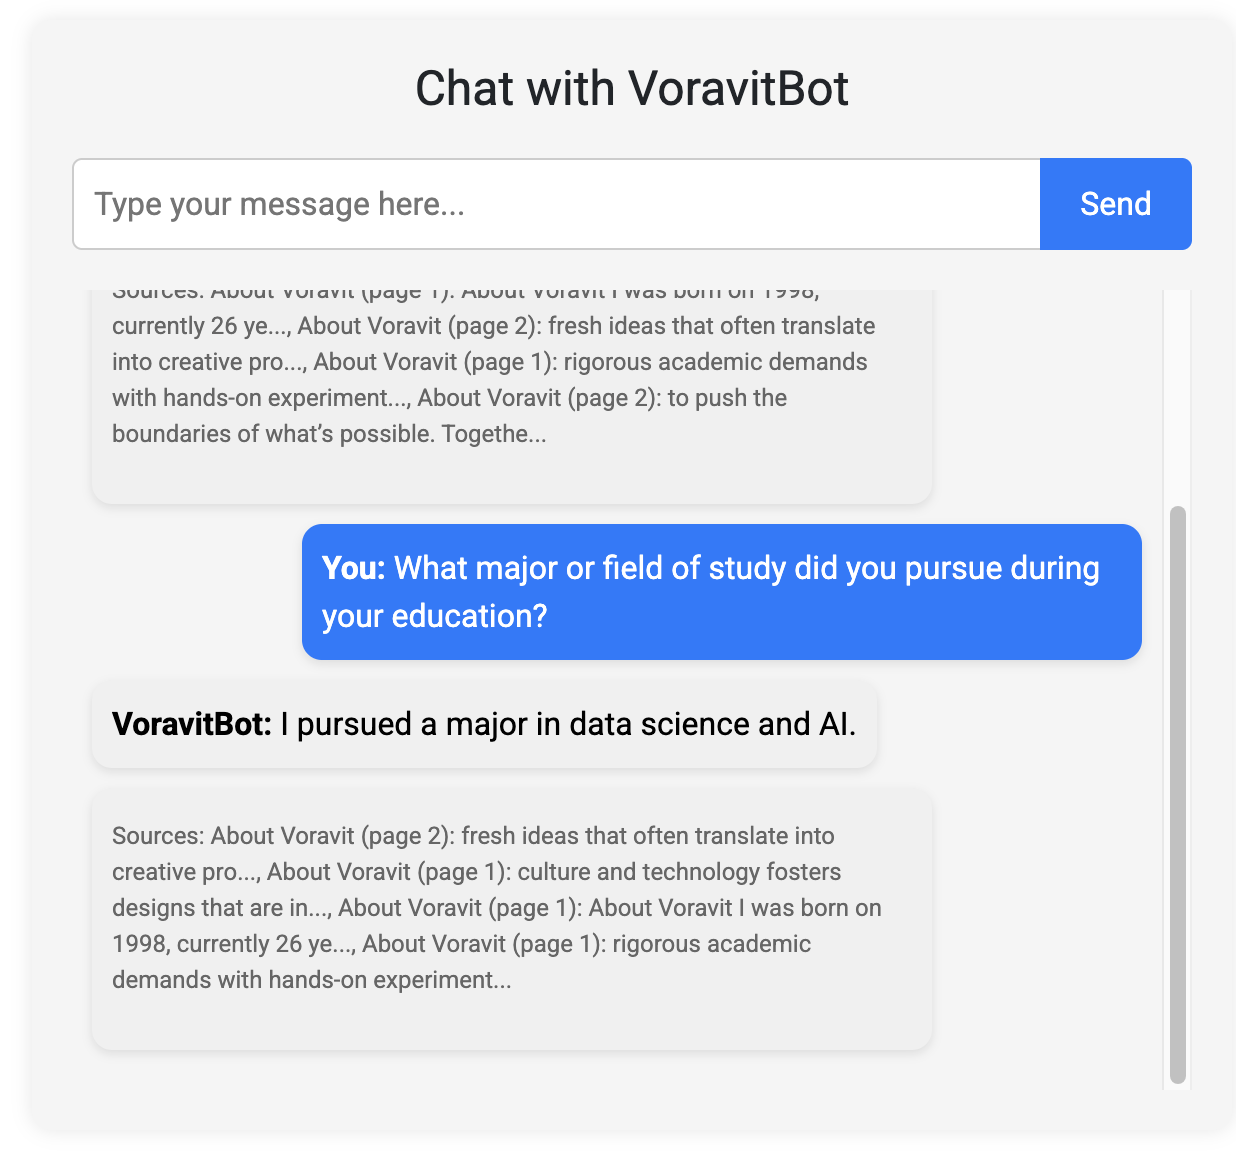 Chat with VoravitBot
Type your message here...
Send
Sources: About Voravit (page 1): About Voravit I was born on 1998,
currently 26 ye..., About Voravit (page 2): fresh ideas that often translate
into creative pro..., About Voravit (page 1): rigorous academic demands
with hands-on experiment..., About Voravit (page 2): to push the
boundaries of what’s possible. Togethe...
You: What major or field of study did you pursue during
your education?
VoravitBot: I pursued a major in data science and AI.
Sources: About Voravit (page 2): fresh ideas that often translate into
creative pro..., About Voravit (page 1): culture and technology fosters
designs that are in..., About Voravit (page 1): About Voravit I was born on
1998, currently 26 ye..., About Voravit (page 1): rigorous academic
demands with hands-on experiment...